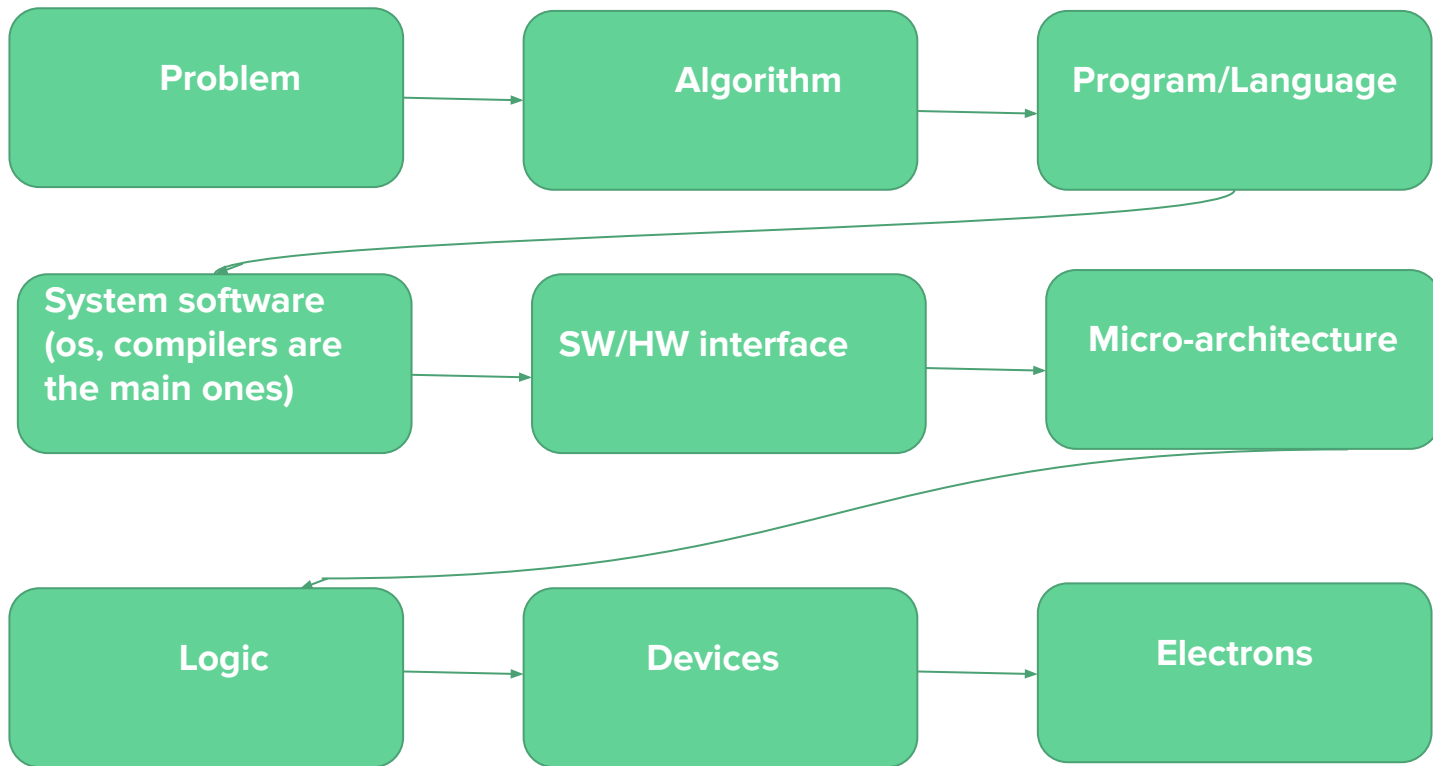 Problem
Algorithm
Program/Language
System software
(os, compilers are
the main ones)
SW/HW interface
Micro-architecture
Logic
Devices
Electrons